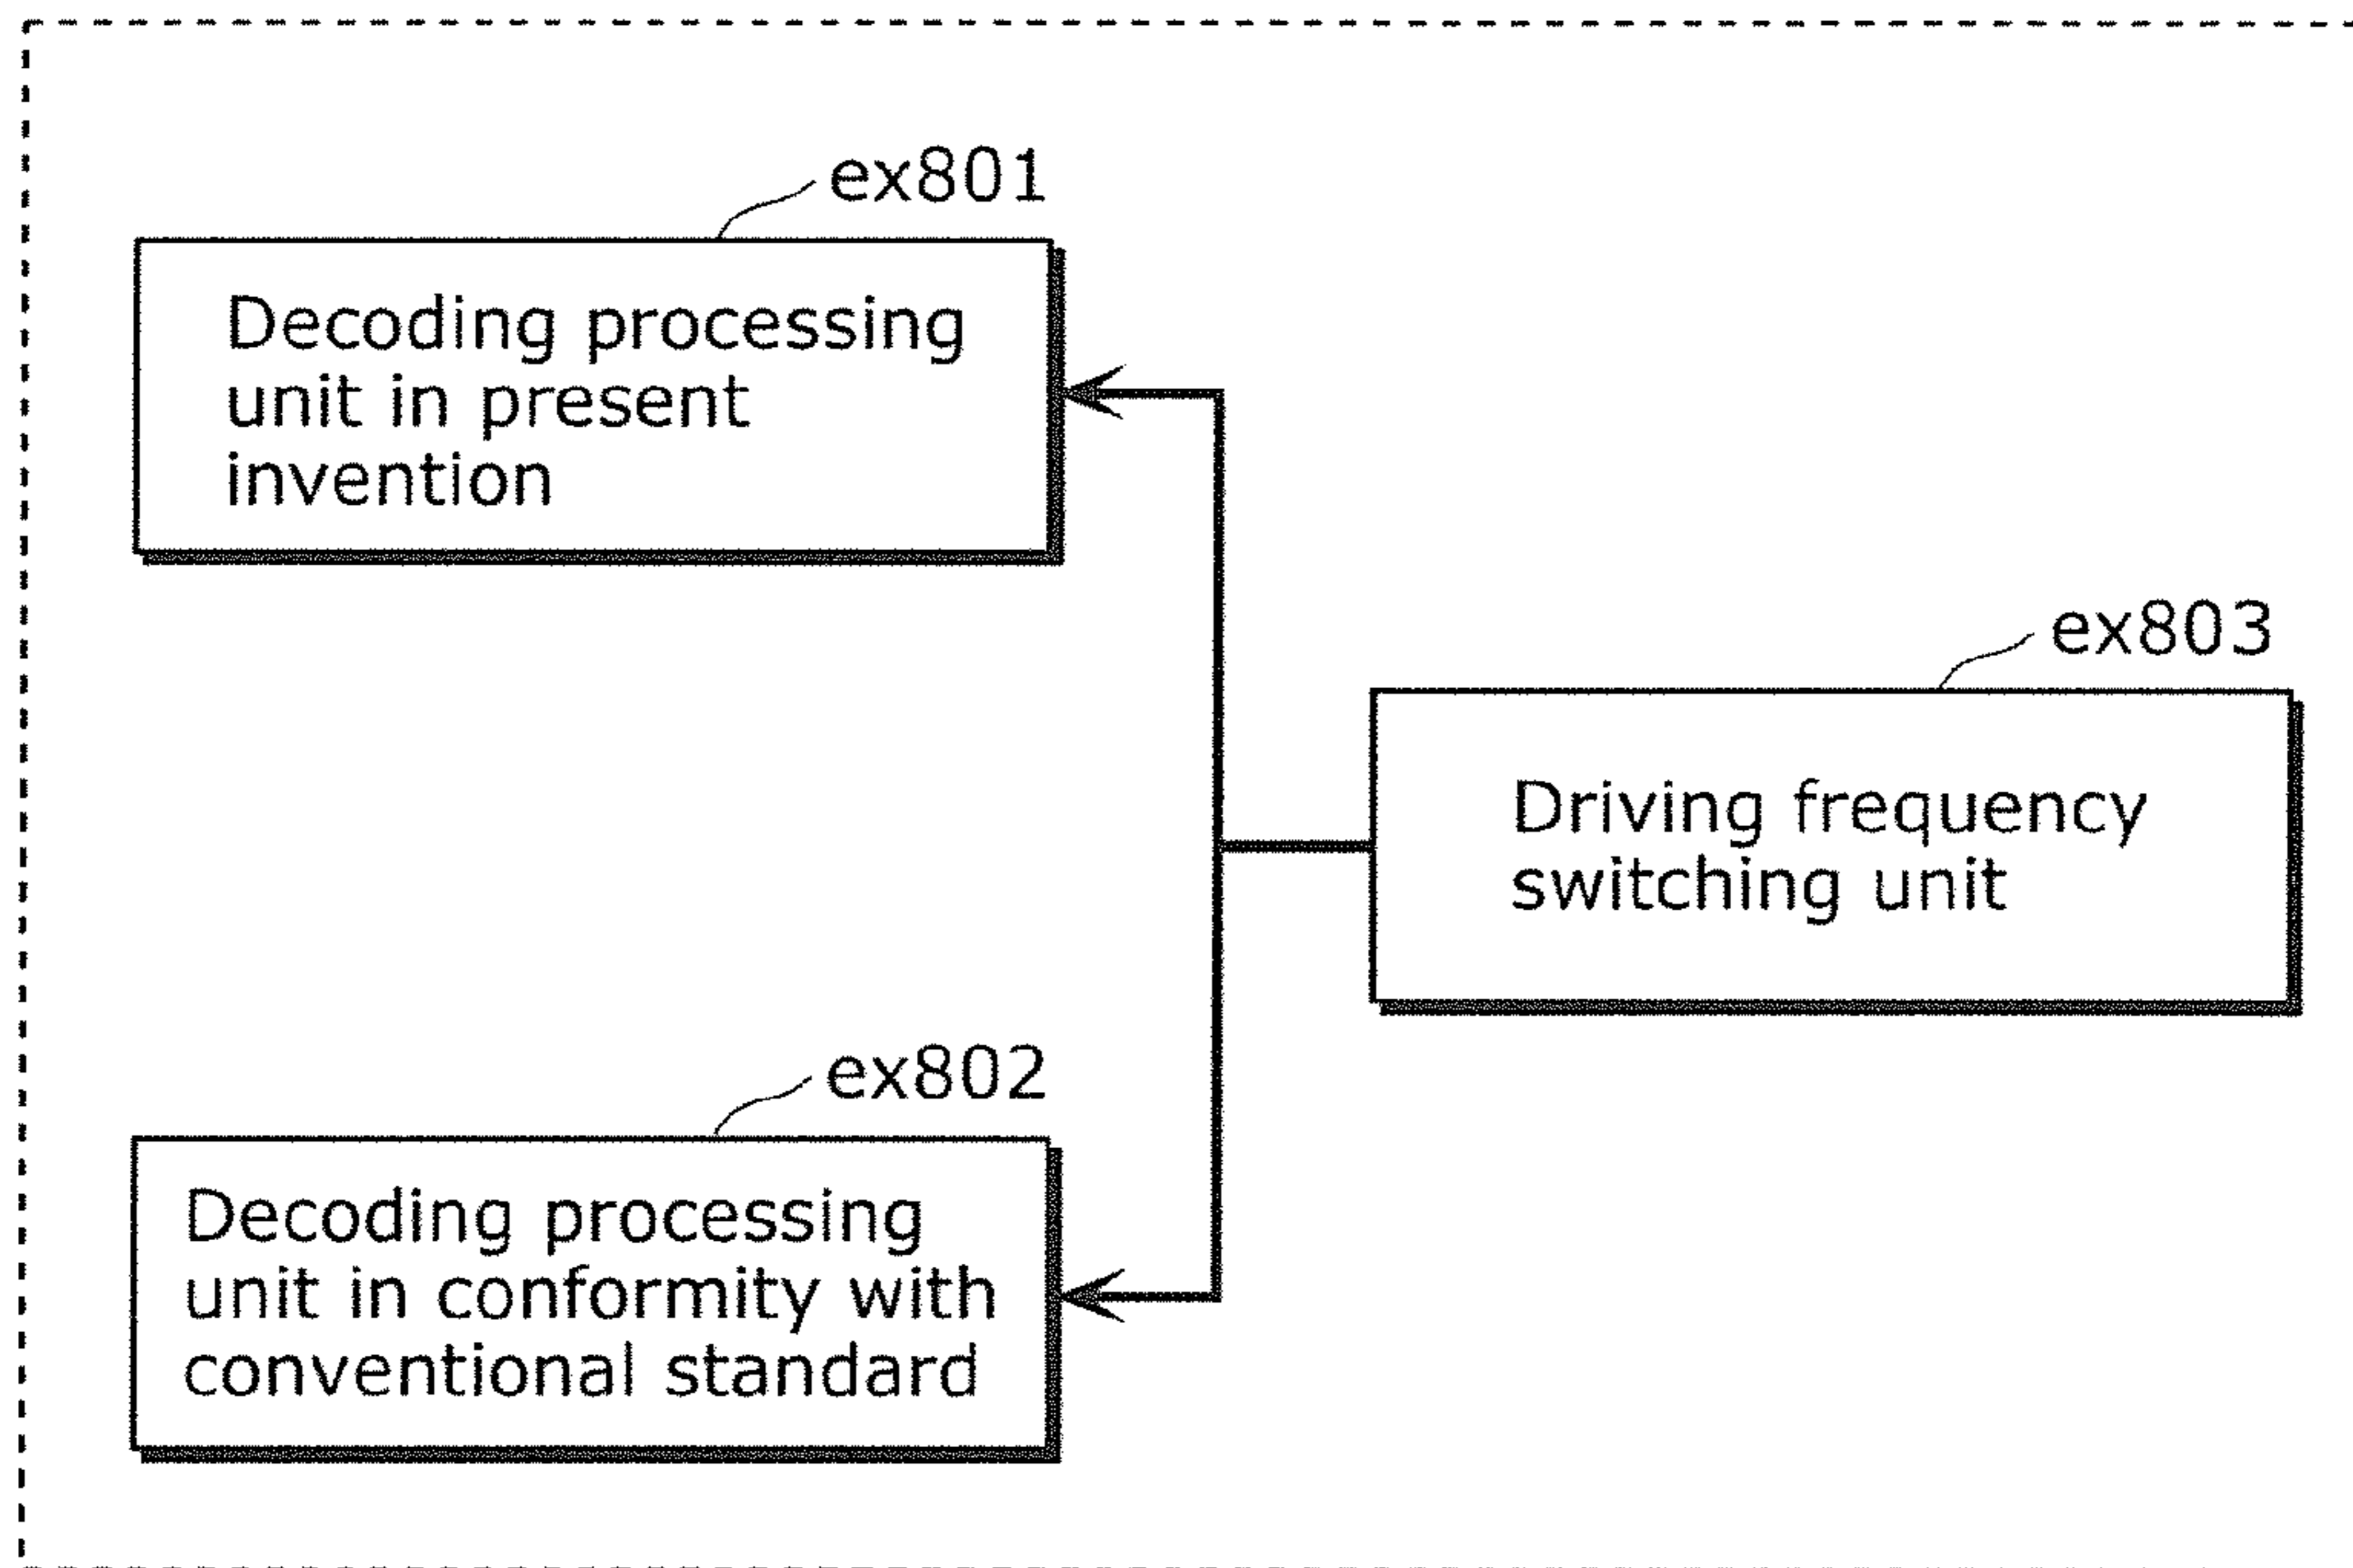 ex801
Decoding processing
unit in present
invention
ex803
Driving frequency
switching unit
ex802
Decoding processing
unit in conformity with
conventional standard